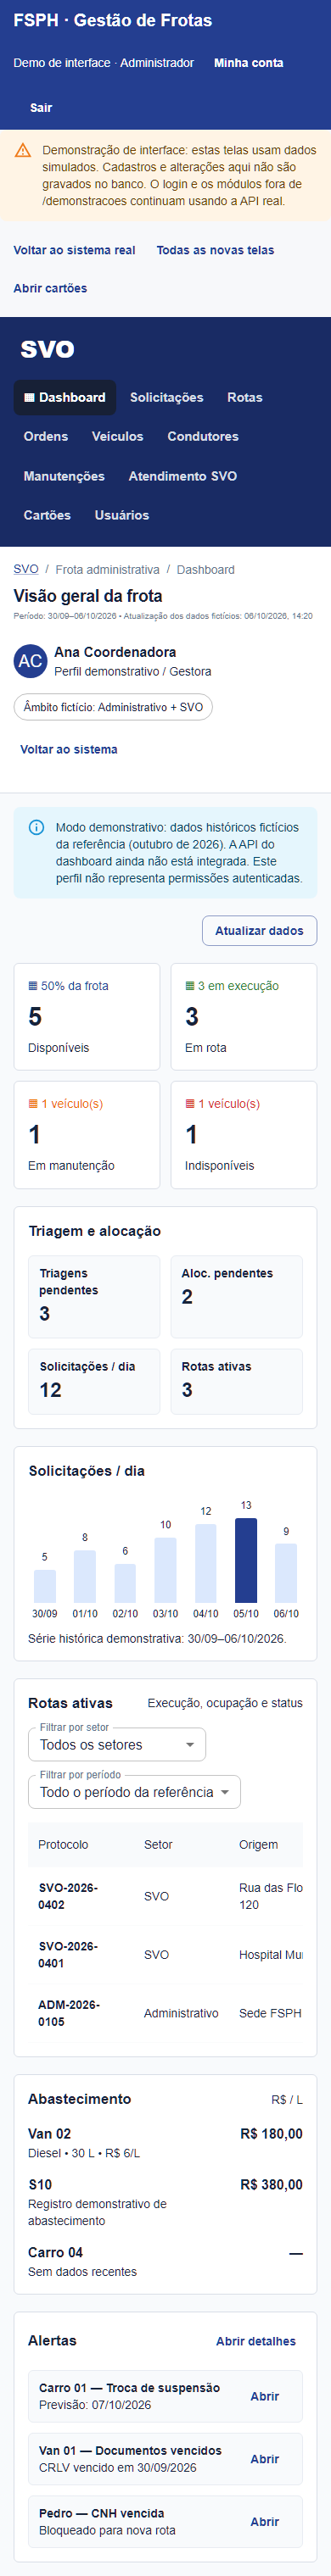 FSPH · Gestão de Frotas
Demo de interface · Administrador Minha conta
Sair
Demonstração de interface: estas telas usam dados
simulados. Cadastros e alterações aqui não são
gravados no banco. O login e os módulos fora de
/demonstracoes continuam usando a API real.
Voltar ao sistema real Todas as novas telas
Abrir cartões
SVO
Dashboard Solicitações Rotas
Ordens Veículos Condutores
Manutenções Atendimento SVO
Cartões Usuários
SVO / Frota administrativa / Dashboard
Visão geral da frota
Período: 30/09–06/10/2026 • Atualização dos dados fictícios: 06/10/2026, 14:20
AC
Ana Coordenadora
Perfil demonstrativo / Gestora
Âmbito fictício: Administrativo + SVO
Voltar ao sistema
Modo demonstrativo: dados históricos fictícios
da referência (outubro de 2026). A API do
dashboard ainda não está integrada. Este
perfil não representa permissões autenticadas.
Atualizar dados
50% da frota
5
Disponíveis
3 em execução
3
Em rota
1 veículo(s)
1
Em manutenção
1 veículo(s)
1
Indisponíveis
Triagem e alocação
Triagens
pendentes
3
Aloc. pendentes
2
Solicitações / dia
12
Rotas ativas
3
Solicitações / dia
5 8 6 10 12 13 9
30/09 01/10 02/10 03/10 04/10 05/10 06/10
Série histórica demonstrativa: 30/09–06/10/2026.
Rotas ativas Execução, ocupação e status
Filtrar por setor
Todos os setores
Filtrar por período
Todo o período da referência
Protocolo Setor Origem
SVO-2026-
0402
SVO
Rua das Flo
120
SVO-2026-
0401
SVO
Hospital Mu
ADM-2026-
0105
Administrativo
Sede FSPH
Abastecimento R$ / L
Van 02 R$ 180,00
Diesel • 30 L • R$ 6/L
S10 R$ 380,00
Registro demonstrativo de
abastecimento
Carro 04 —
Sem dados recentes
Alertas Abrir detalhes
Carro 01 — Troca de suspensão
Previsão: 07/10/2026
Abrir
Van 01 — Documentos vencidos
CRLV vencido em 30/09/2026
Abrir
Pedro — CNH vencida
Bloqueado para nova rota
Abrir